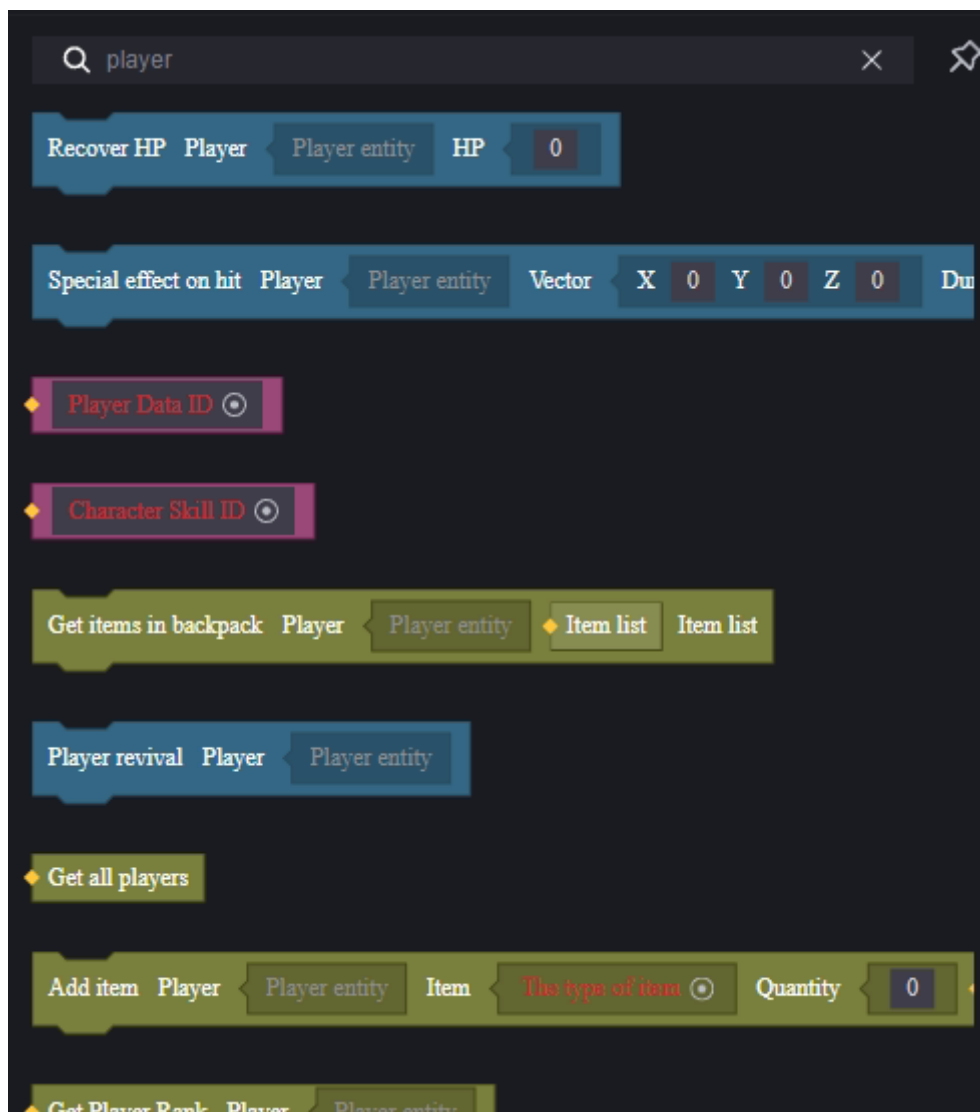 player
Recover HP Player Player entity HP 0
Special effect on hit Player Player entity Vector X 0 Y 0 Z 0
Player Data ID
Character Skill ID
Get items in backpack Player Player entity Item list Item list
Player revival Player Player entity
Get all players
Add item Player Player entity Item The type of item Quantity 0
Get Player Rank Player Player entity